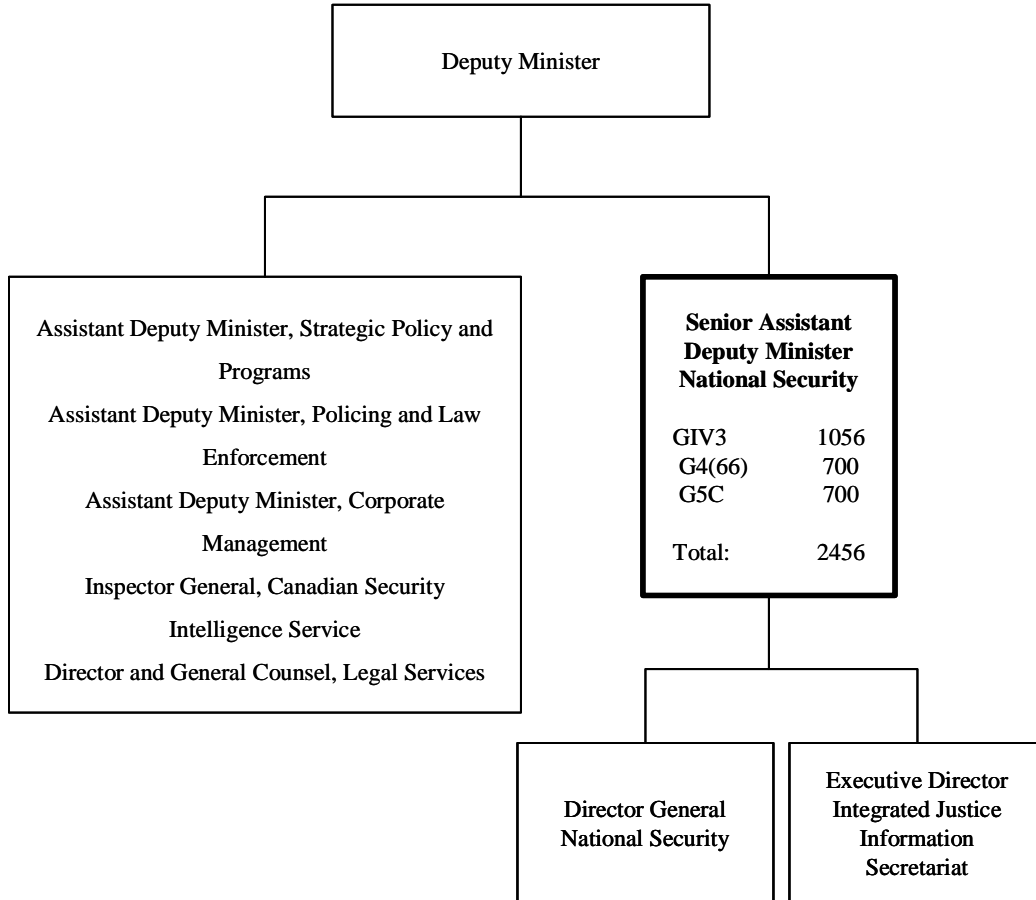 Deputy Minister
Assistant Deputy Minister, Strategic Policy and
Programs
Assistant Deputy Minister, Policing and Law
Enforcement
Assistant Deputy Minister, Corporate
Management
Inspector General, Canadian Security
Intelligence Service
Director and General Counsel, Legal Services
Senior Assistant
Deputy Minister
National Security
GIV3 1056
G4(66) 700
G5C 700
Total: 2456
Director General
National Security
Executive Director
Integrated Justice
Information
Secretariat